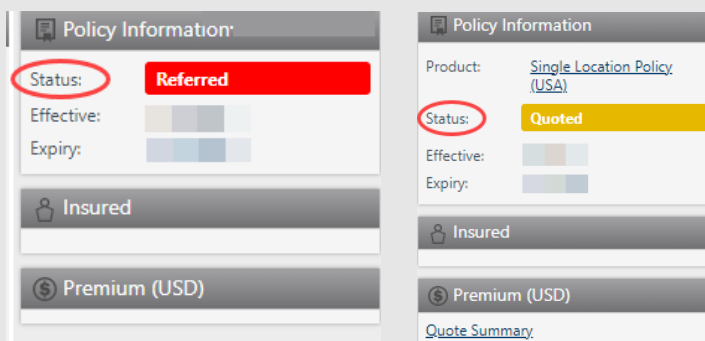 Policy Information
Status: Referred
Effective:
Expiry:
Insured
Premium (USD)
Policy Information
Product: Single Location Policy
(USA)
Status: Quoted
Effective:
Expiry:
Insured
Premium (USD)
Quote Summary